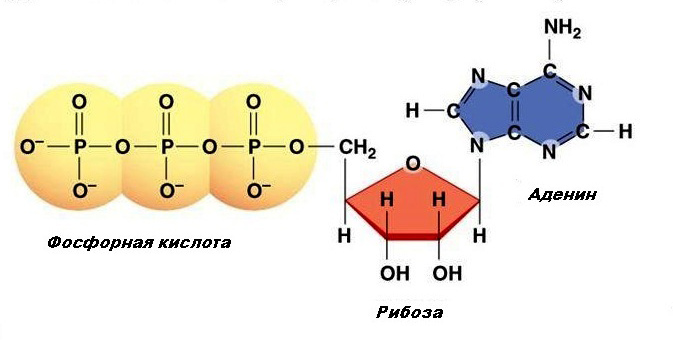 NH₂
O O O N C N
H–C C
O⁻–P–O–P–O–P–O–CH₂ O N C N C–H
O⁻ O⁻ O⁻ H H Аденин
Фосфорная кислота H H
OH OH
Рибоза